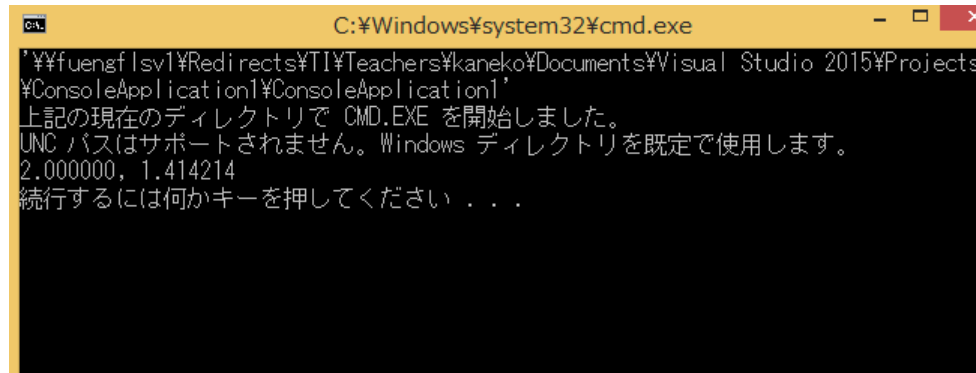 C:¥Windows¥system32¥cmd.exe
'¥¥fuengflsv1¥Redirects¥TI¥Teachers¥kaneko¥Documents¥Visual Studio 2015¥Projects
¥ConsoleApplication1¥ConsoleApplication1'
上記の現在のディレクトリで CMD.EXE を開始しました。
UNC パスはサポートされません。Windows ディレクトリを既定で使用します。
2.000000, 1.414214
続行するには何かキーを押してください . . .